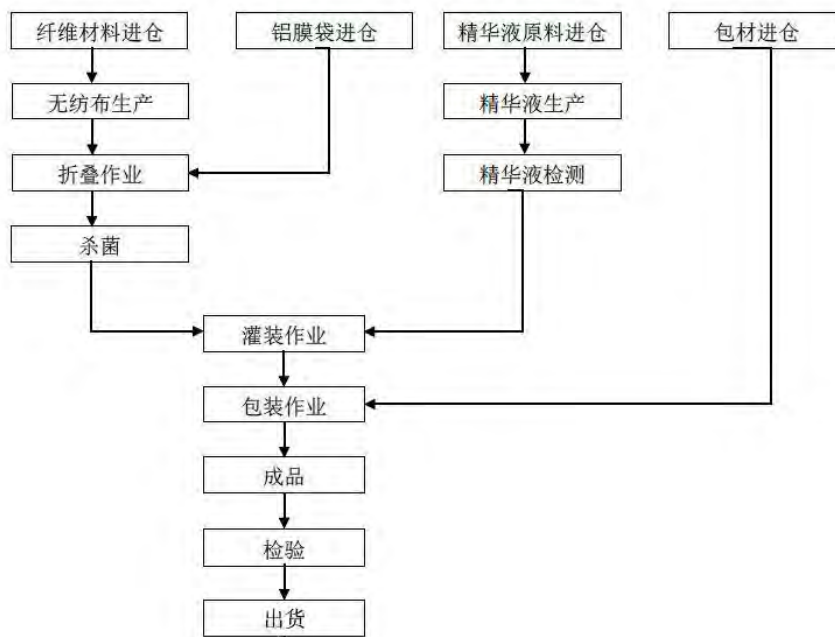 纤维材料进仓
铝膜袋进仓
精华液原料进仓
包材进仓
无纺布生产
精华液生产
折叠作业
精华液检测
杀菌
灌装作业
包装作业
成品
检验
出货